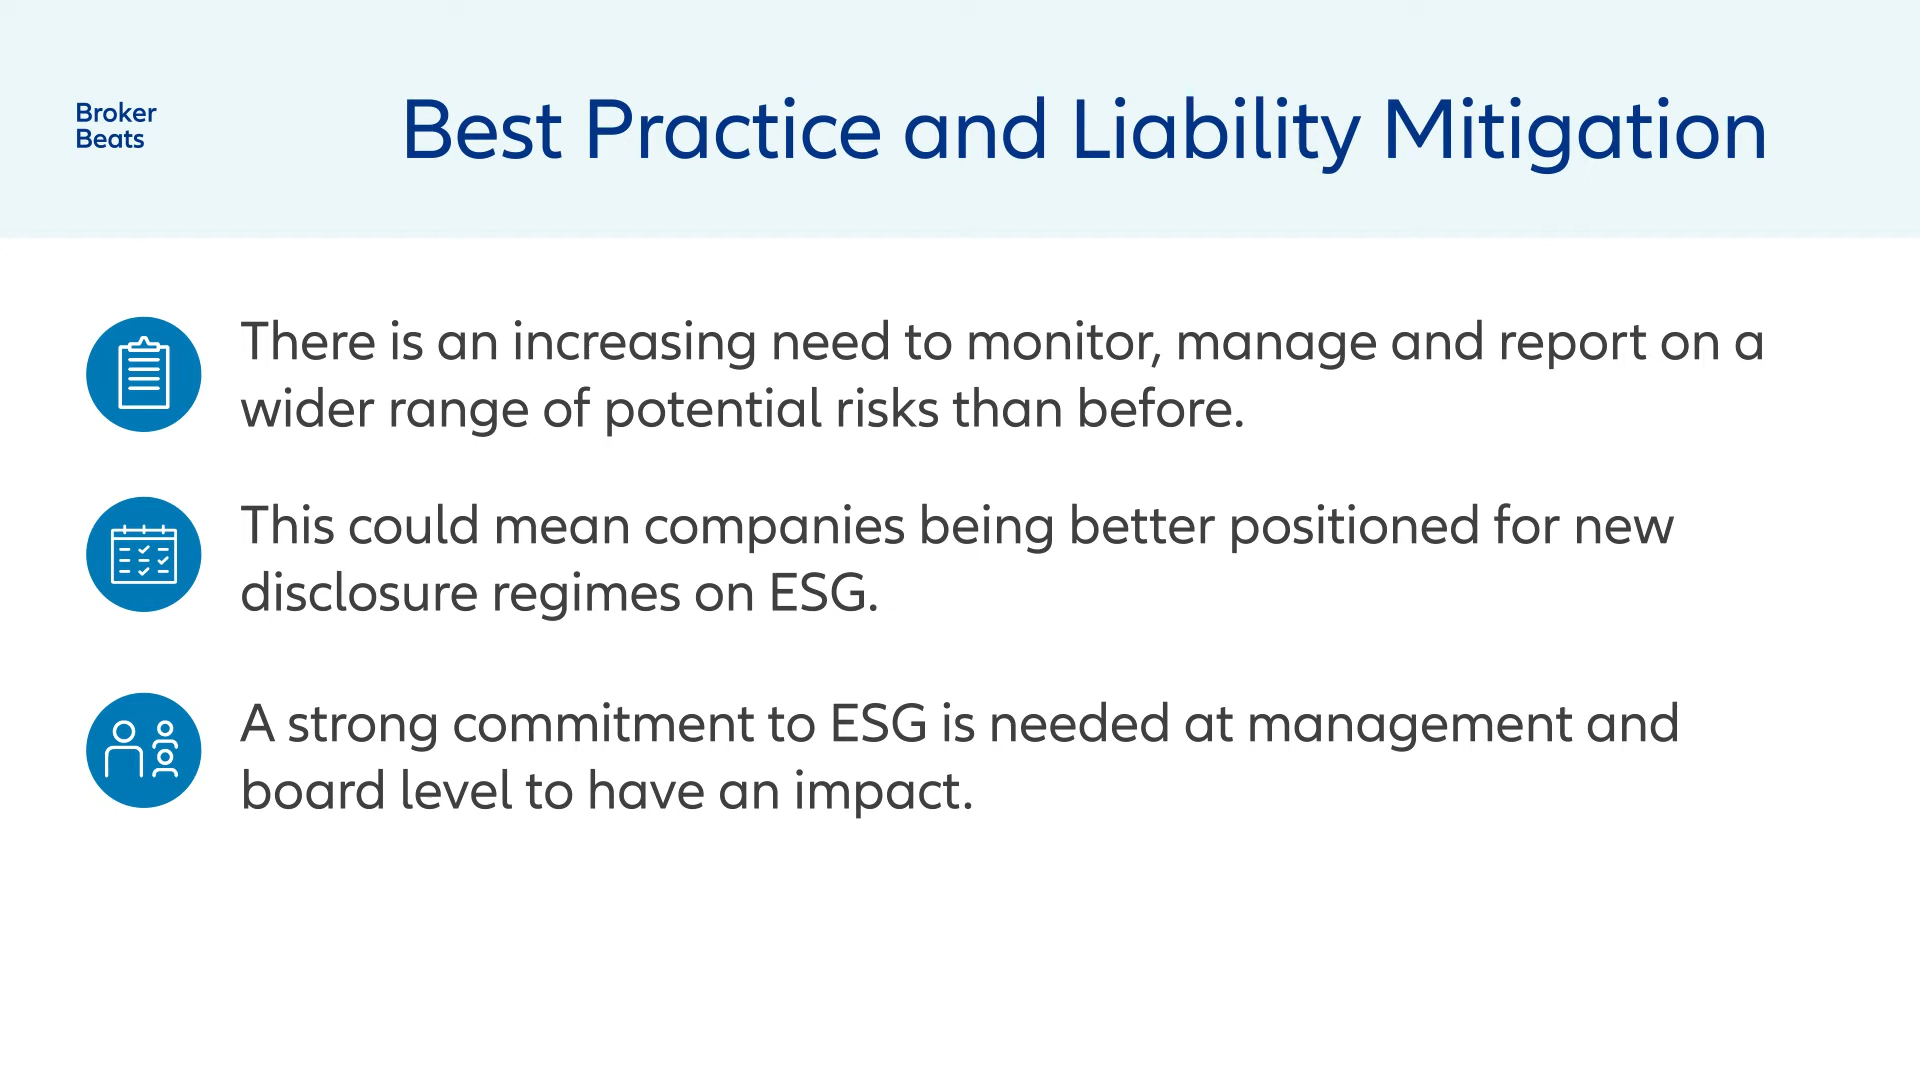 Broker
Beats
Best Practice and Liability Mitigation
There is an increasing need to monitor, manage and report on a
wider range of potential risks than before.
This could mean companies being better positioned for new
disclosure regimes on ESG.
A strong commitment to ESG is needed at management and
board level to have an impact.